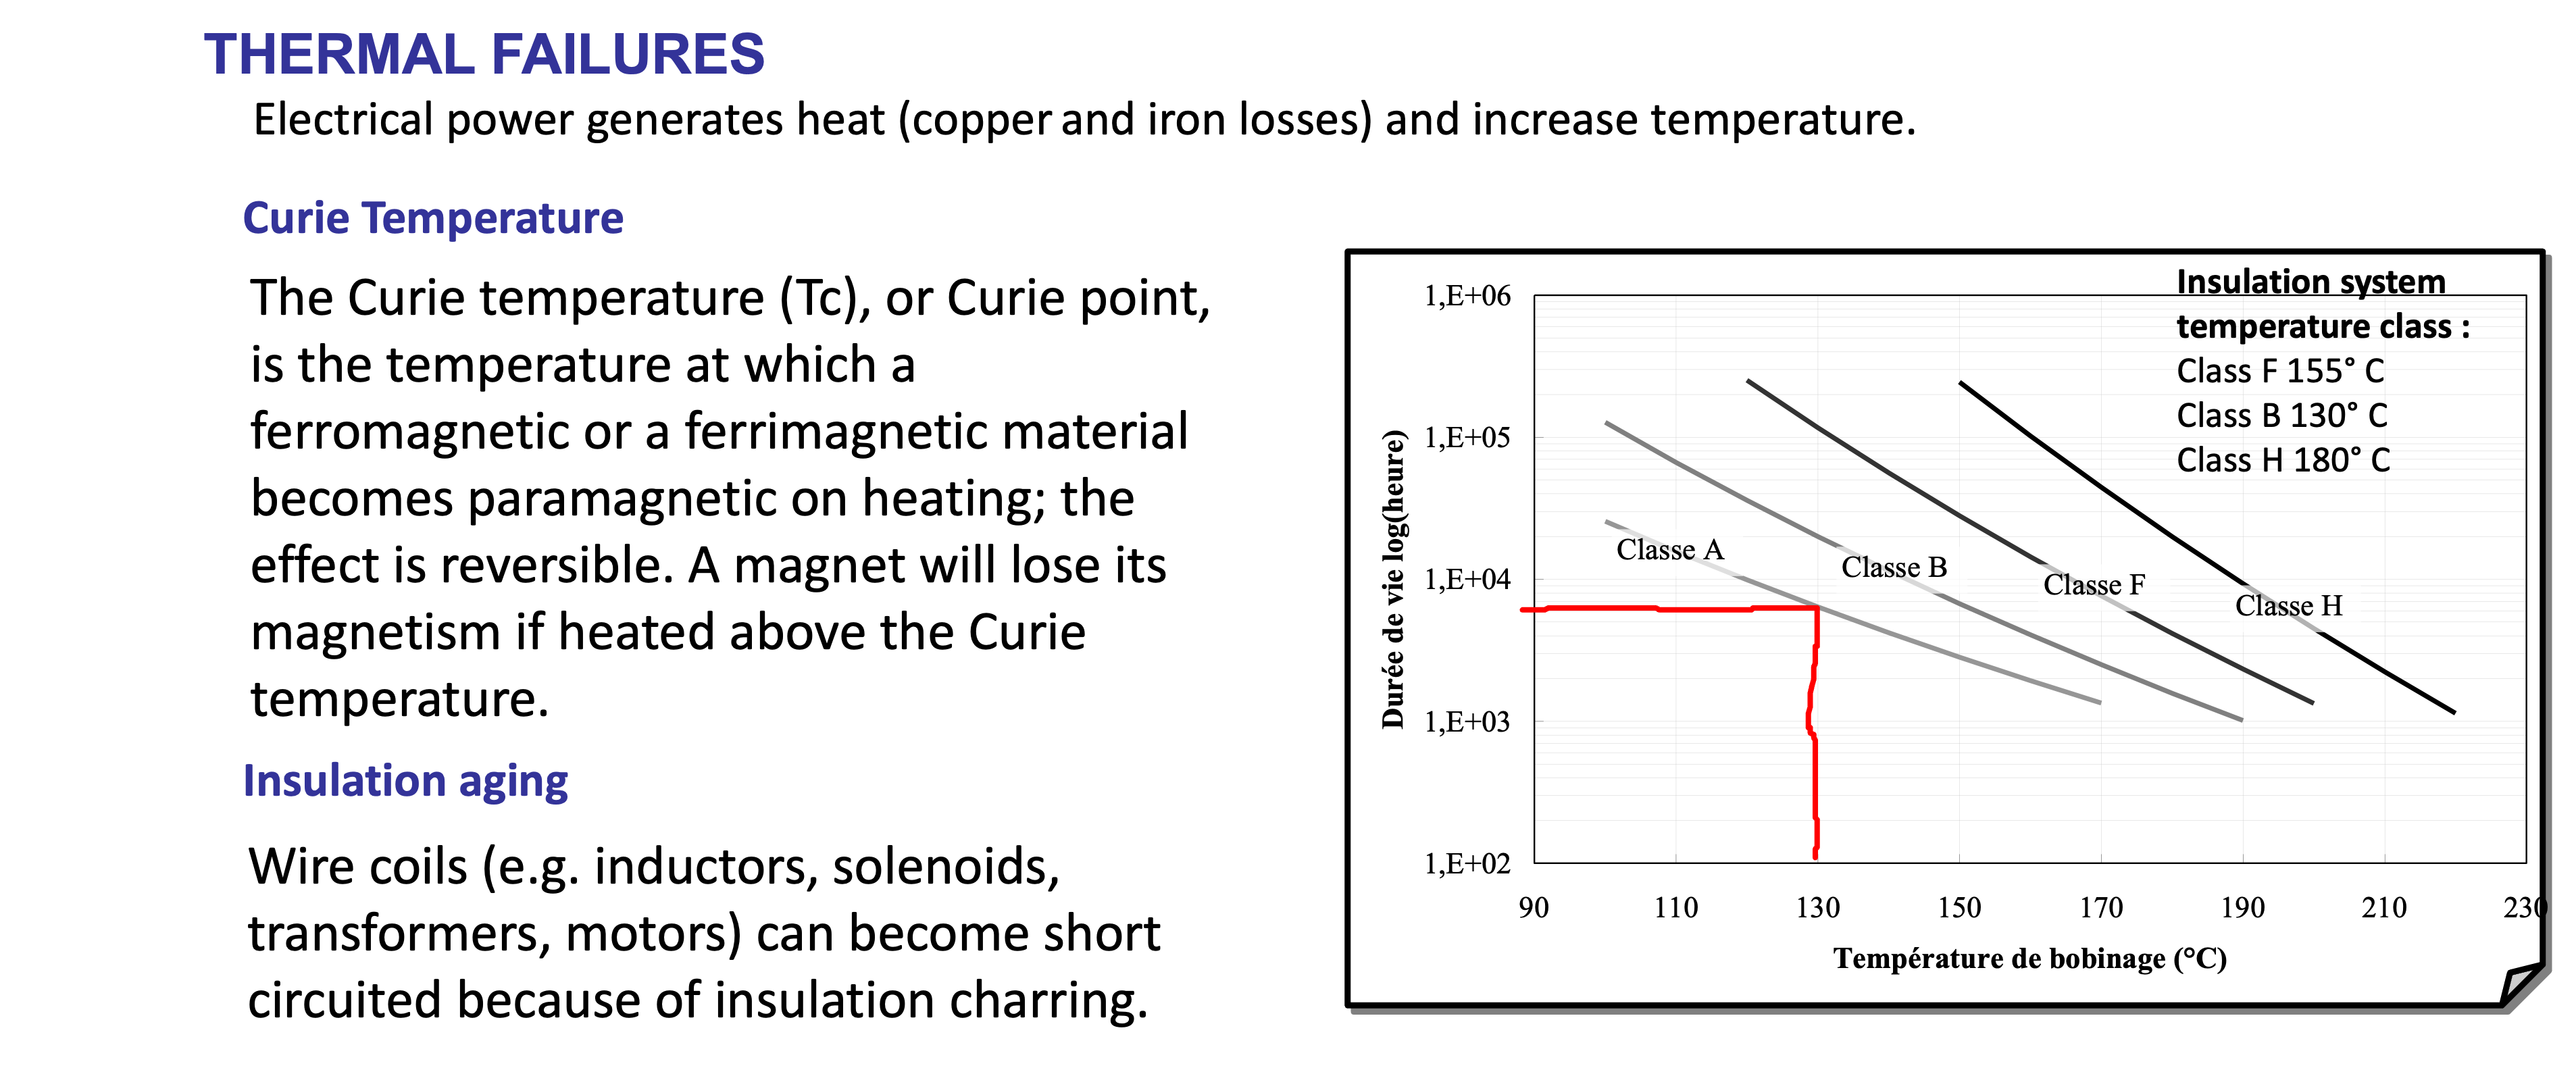 THERMAL FAILURES
Electrical power generates heat (copper and iron losses) and increase temperature.
Curie Temperature
The Curie temperature (Tc), or Curie point,
is the temperature at which a
ferromagnetic or a ferrimagnetic material
becomes paramagnetic on heating; the
effect is reversible. A magnet will lose its
magnetism if heated above the Curie
temperature.
Insulation aging
Wire coils (e.g. inductors, solenoids,
transformers, motors) can become short
circuited because of insulation charring.
Insulation system
temperature class :
Class F 155° C
Class B 130° C
Class H 180° C
Durée de vie log(heure)
1,E+06
1,E+05
1,E+04
1,E+03
1,E+02
Classe A
Classe B
Classe F
Classe H
90 110 130 150 170 190 210 230
Température de bobinage (°C)